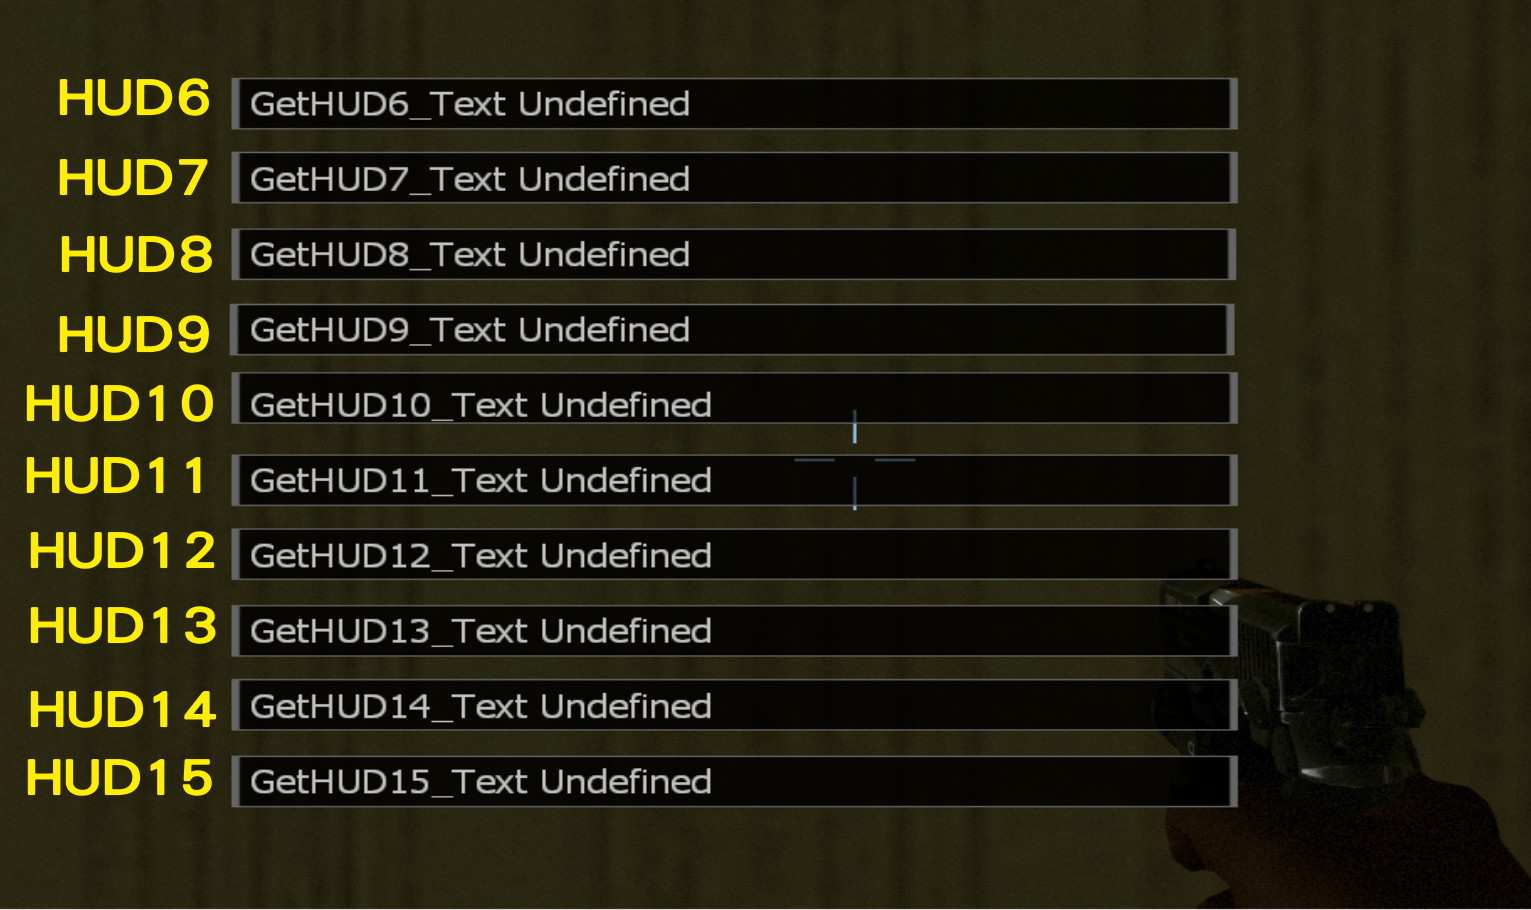 HUD6 GetHUD6_Text Undefined
HUD7 GetHUD7_Text Undefined
HUD8 GetHUD8_Text Undefined
HUD9 GetHUD9_Text Undefined
HUD10 GetHUD10_Text Undefined
HUD11 GetHUD11_Text Undefined
HUD12 GetHUD12_Text Undefined
HUD13 GetHUD13_Text Undefined
HUD14 GetHUD14_Text Undefined
HUD15 GetHUD15_Text Undefined